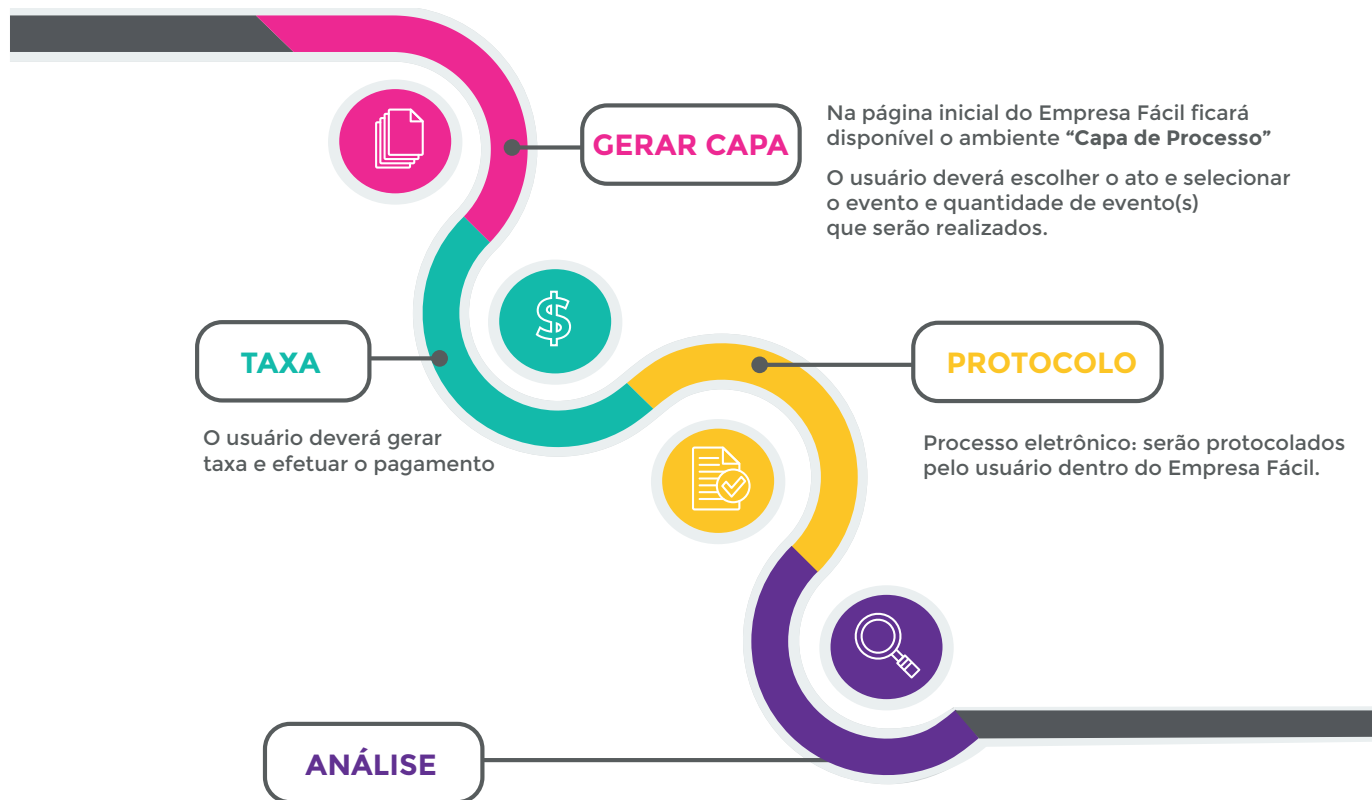 GERAR CAPA
Na página inicial do Empresa Fácil ficará
disponível o ambiente “Capa de Processo”
O usuário deverá escolher o ato e selecionar
o evento e quantidade de evento(s)
que serão realizados.
TAXA
O usuário deverá gerar
taxa e efetuar o pagamento
PROTOCOLO
Processo eletrônico: serão protocolados
pelo usuário dentro do Empresa Fácil.
ANÁLISE